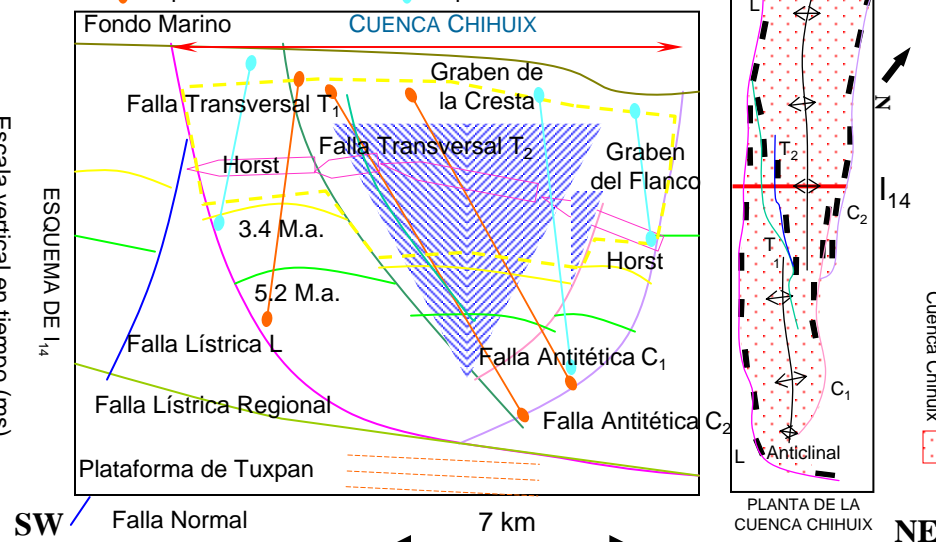 Fondo Marino
CUENCA CHIHUIX
Graben de
la Cresta
Falla Transversal T1
Falla Transversal T2
Horst
Graben
del Flanco
3.4 M.a.
Horst
5.2 M.a.
Falla Lístrica L
Falla Antitética C1
Falla Lístrica Regional
Falla Antitética C2
Plataforma de Tuxpan
SW
Falla Normal
7 km
NE
ESQUEMA DE I14
Escala vertical en tiempo (ms)
L
N
T2
I14
C2
T1
C1
L
Anticlinal
PLANTA DE LA
CUENCA CHIHUIX
Cuenca Chihuix